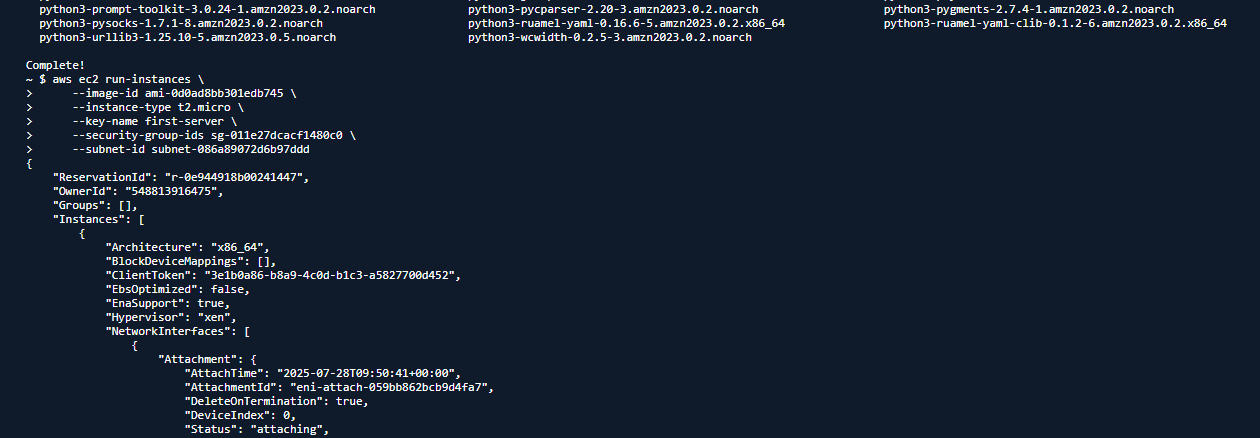 python3-prompt-toolkit-3.0.24-1.amzn2023.0.2.noarch python3-pycparser-2.20-3.amzn2023.0.2.noarch python3-pygments-2.7.4-1.amzn2023.0.2.noarch
python3-pysocks-1.7.1-8.amzn2023.0.2.noarch python3-ruamel-yaml-0.16.6-5.amzn2023.0.2.x86_64 python3-ruamel-yaml-clib-0.1.2-6.amzn2023.0.2.x86_64
python3-urllib3-1.25.10-5.amzn2023.0.5.noarch python3-wcwidth-0.2.5-3.amzn2023.0.2.noarch
Complete!
~ $ aws ec2 run-instances \
> --image-id ami-0d0ad8bb301edb745 \
> --instance-type t2.micro \
> --key-name first-server \
> --security-group-ids sg-011e27dcacf1480c0 \
> --subnet-id subnet-086a89072d6b97ddd
{
"ReservationId": "r-0e944918b00241447",
"OwnerId": "548813916475",
"Groups": [],
"Instances": [
{
"Architecture": "x86_64",
"BlockDeviceMappings": [],
"ClientToken": "3e1b0a86-b8a9-4c0d-b1c3-a5827700d452",
"EbsOptimized": false,
"EnaSupport": true,
"Hypervisor": "xen",
"NetworkInterfaces": [
{
"Attachment": {
"AttachTime": "2025-07-28T09:50:41+00:00",
"AttachmentId": "eni-attach-059bb862bcb9d4fa7",
"DeleteOnTermination": true,
"DeviceIndex": 0,
"Status": "attaching",